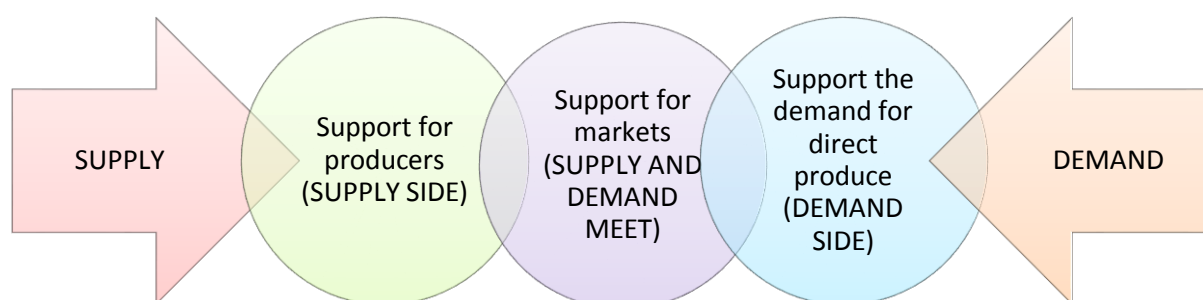 SUPPLY
Support for
producers
(SUPPLY SIDE)
Support for
markets
(SUPPLY AND
DEMAND
MEET)
Support the
demand for
direct
produce
(DEMAND
SIDE)
DEMAND